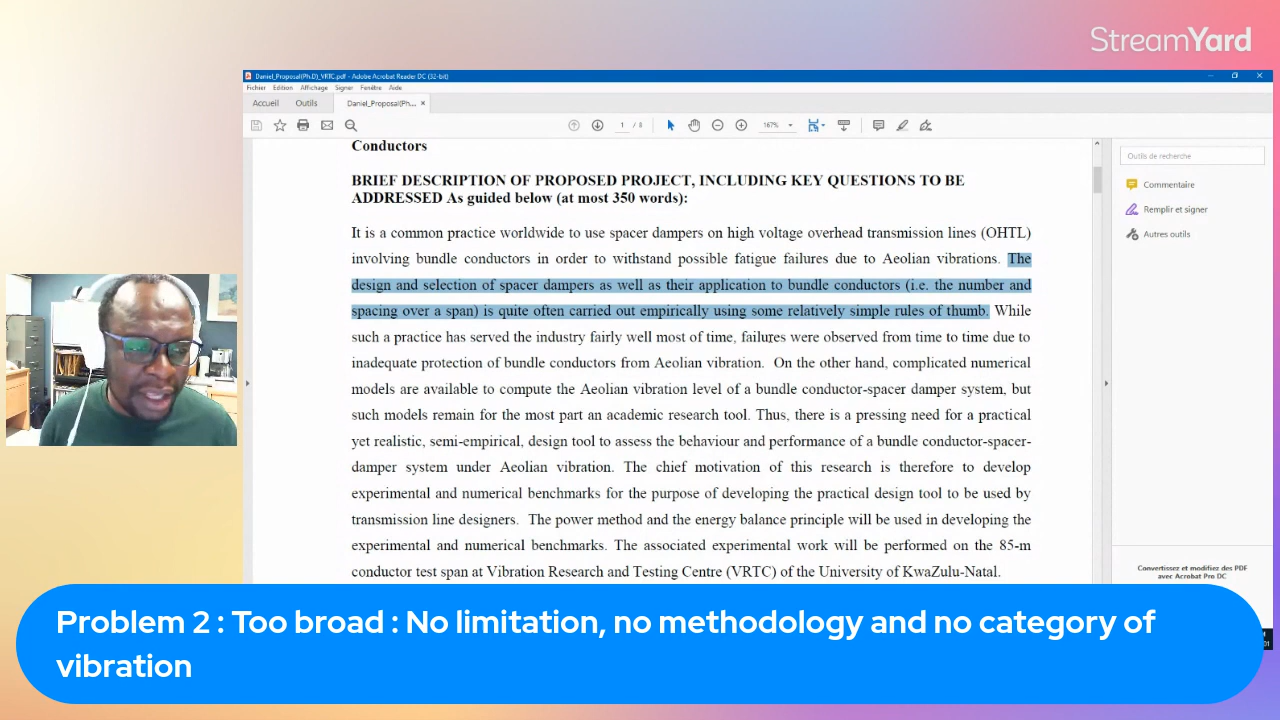 StreamYard
Daniel_Proposal(Ph.D)_VRTC.pdf - Adobe Acrobat Reader DC (32-bit)
Fichier Edition Affichage Signer Fenêtre Aide
Accueil Outils Daniel_Proposal(Ph... ×
1 / 8 167%
Conductors
BRIEF DESCRIPTION OF PROPOSED PROJECT, INCLUDING KEY QUESTIONS TO BE
ADDRESSED As guided below (at most 350 words):
It is a common practice worldwide to use spacer dampers on high voltage overhead transmission lines (OHTL)
involving bundle conductors in order to withstand possible fatigue failures due to Aeolian vibrations. The
design and selection of spacer dampers as well as their application to bundle conductors (i.e. the number and
spacing over a span) is quite often carried out empirically using some relatively simple rules of thumb. While
such a practice has served the industry fairly well most of time, failures were observed from time to time due to
inadequate protection of bundle conductors from Aeolian vibration. On the other hand, complicated numerical
models are available to compute the Aeolian vibration level of a bundle conductor-spacer damper system, but
such models remain for the most part an academic research tool. Thus, there is a pressing need for a practical
yet realistic, semi-empirical, design tool to assess the behaviour and performance of a bundle conductor-spacer-
damper system under Aeolian vibration. The chief motivation of this research is therefore to develop
experimental and numerical benchmarks for the purpose of developing the practical design tool to be used by
transmission line designers. The power method and the energy balance principle will be used in developing the
experimental and numerical benchmarks. The associated experimental work will be performed on the 85-m
conductor test span at Vibration Research and Testing Centre (VRTC) of the University of KwaZulu-Natal.
Outils de recherche
Commentaire
Remplir et signer
Autres outils
Convertissez et modifiez des PDF
avec Acrobat Pro DC
Problem 2 : Too broad : No limitation, no methodology and no category of
vibration